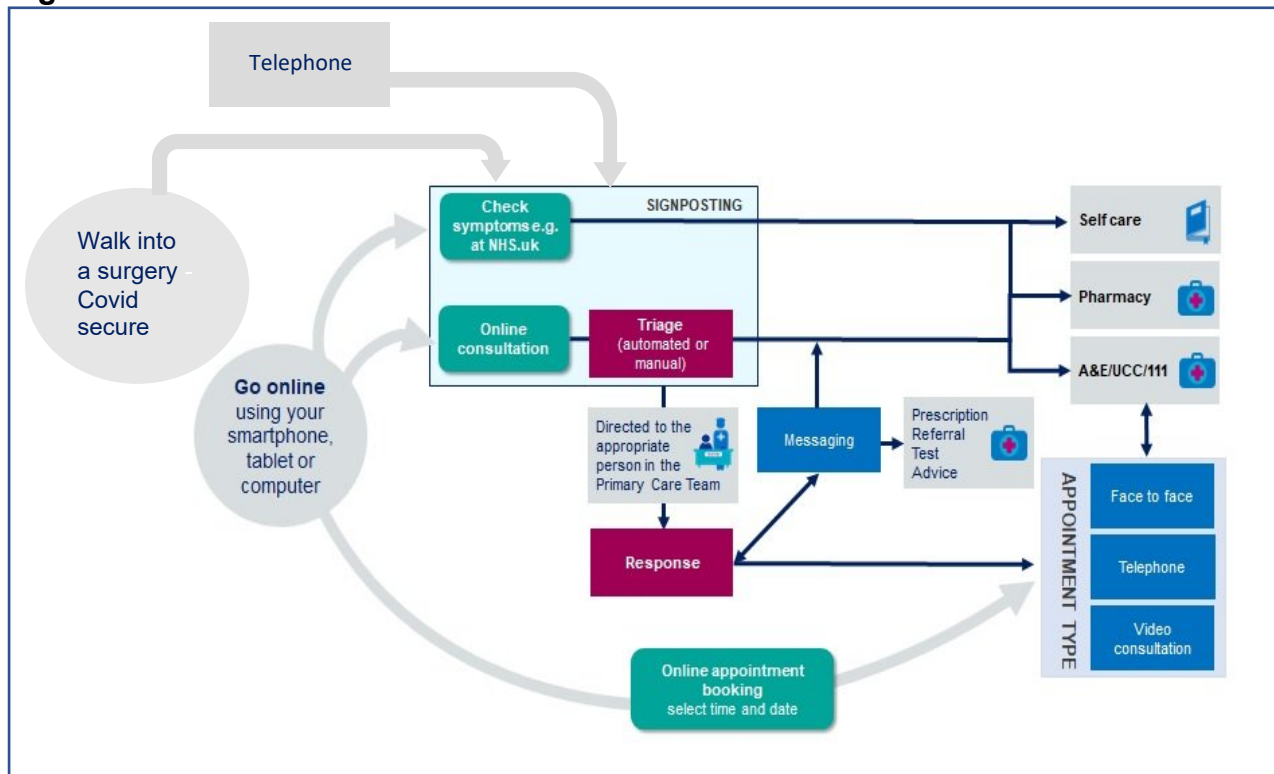 Telephone
Walk into
a surgery -
Covid
secure
Go online
using your
smartphone,
tablet or
computer
SIGNPOSTING
Check
symptoms e.g.
at NHS.uk
Online
consultation
Triage
(automated or
manual)
Directed to the
appropriate
person in the
Primary Care Team
Response
Messaging
Prescription
Referral
Test
Advice
Self care
Pharmacy
A&E/UCC/111
APPOINTMENT TYPE
Face to face
Telephone
Video
consultation
Online appointment
booking
select time and date